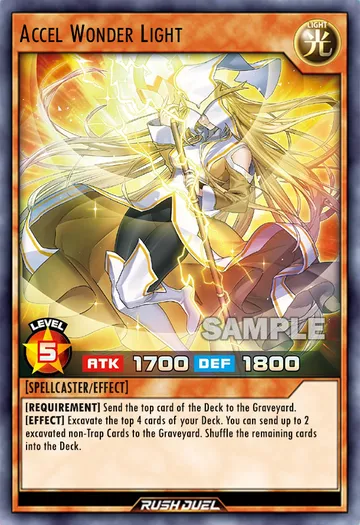 ACCEL WONDER LIGHT
LIGHT
光
SAMPLE
LEVEL
5
ATK 1700 DEF 1800
[SPELLCASTER/EFFECT]
[REQUIREMENT] Send the top card of the Deck to the Graveyard.
[EFFECT] Excavate the top 4 cards of your Deck. You can send up to 2
excavated non-Trap Cards to the Graveyard. Shuffle the remaining cards
into the Deck.
RUSH DUEL